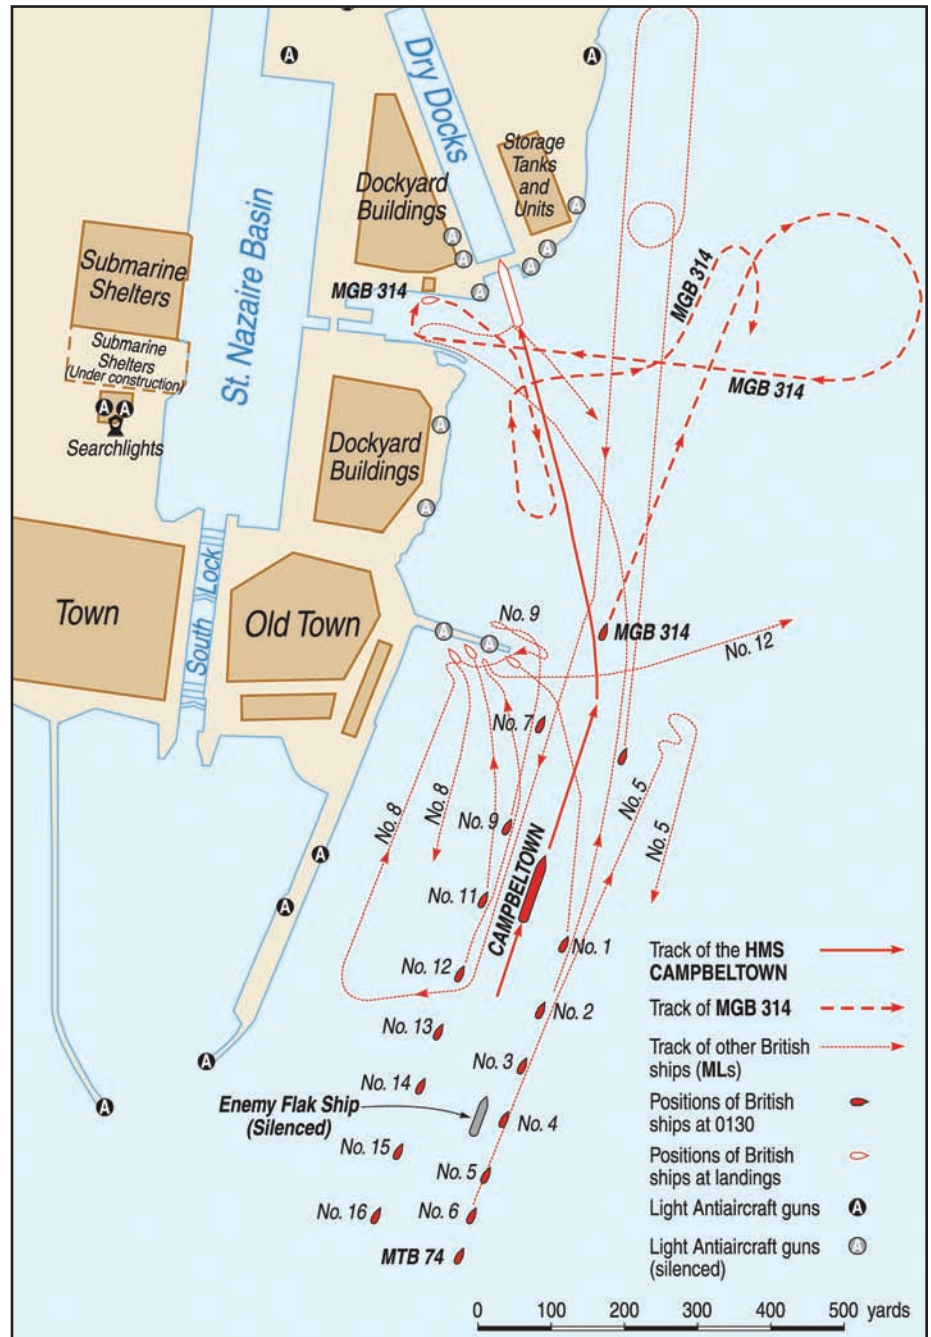 A
A
Dry Docks
Storage
Tanks
and
Units
Dockyard
Buildings
A
A
A
A
A
A
St. Nazaire Basin
Submarine
Shelters
MGB 314
MGB 314
MGB 314
Submarine
Shelters
(Under construction)
A
A
Searchlights
Dockyard
Buildings
A
A
South Lock
Town
Old Town
A
A
No. 9
MGB 314
No. 12
No. 7
No. 8
No. 8
No. 9
No. 5
No. 5
CAMPBELTOWN
A
A
No. 11
No. 1
No. 12
No. 2
No. 13
No. 3
No. 14
A
A
Enemy Flak Ship
(Silenced)
No. 4
No. 15
No. 5
No. 16
No. 6
MTB 74
Track of the HMS
CAMPBELTOWN
Track of MGB 314
Track of other British
ships (MLs)
Positions of British
ships at 0130
Positions of British
ships at landings
Light Antiaircraft guns
A
Light Antiaircraft guns
(silenced)
A
0 100 200 300 400 500 yards